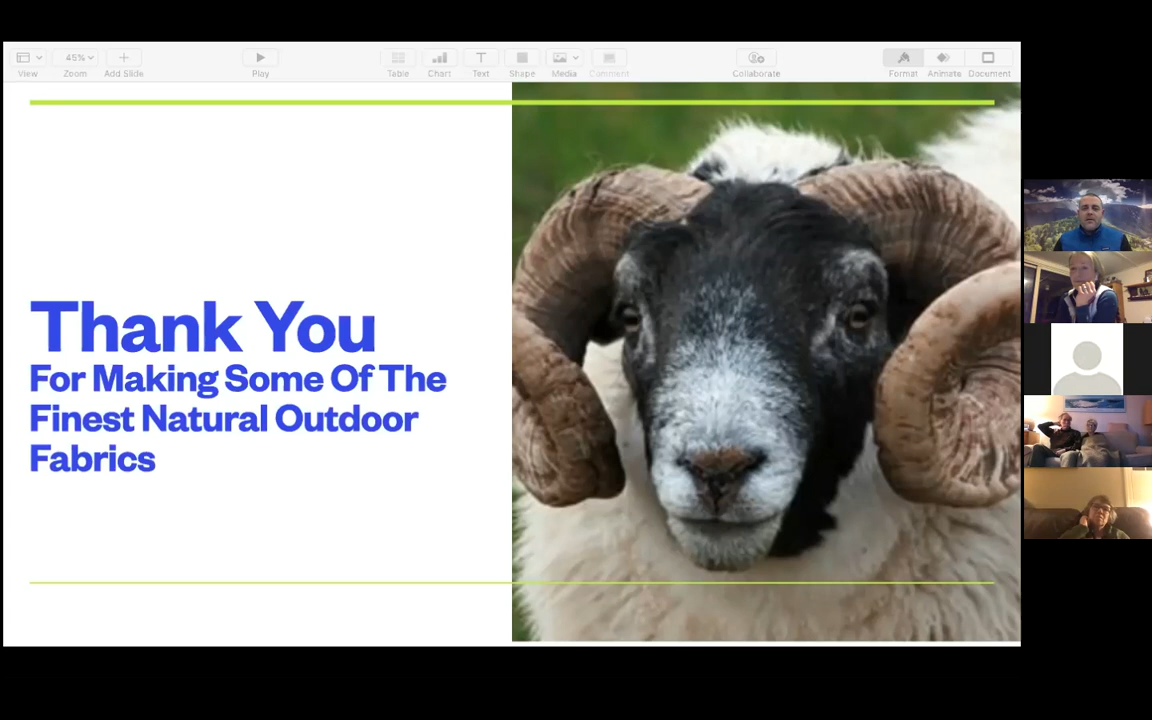 45%
View
Zoom
Add Slide
Play
Table
Chart
Text
Shape
Media
Comment
Collaborate
Format
Animate
Document
Thank You
For Making Some Of The
Finest Natural Outdoor
Fabrics